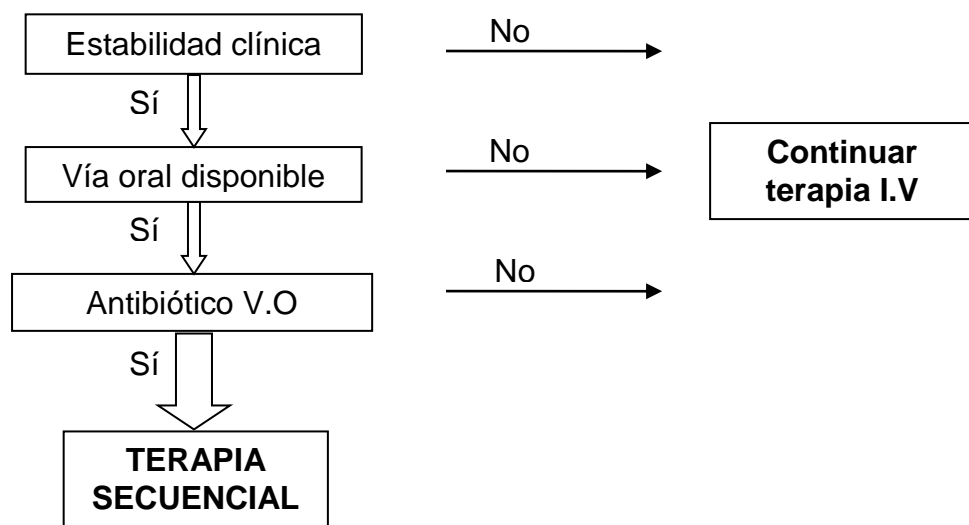 Estabilidad clínica
No
Sí
Vía oral disponible
No
Continuar
terapia I.V
Sí
Antibiótico V.O
No
Sí
TERAPIA
SECUENCIAL